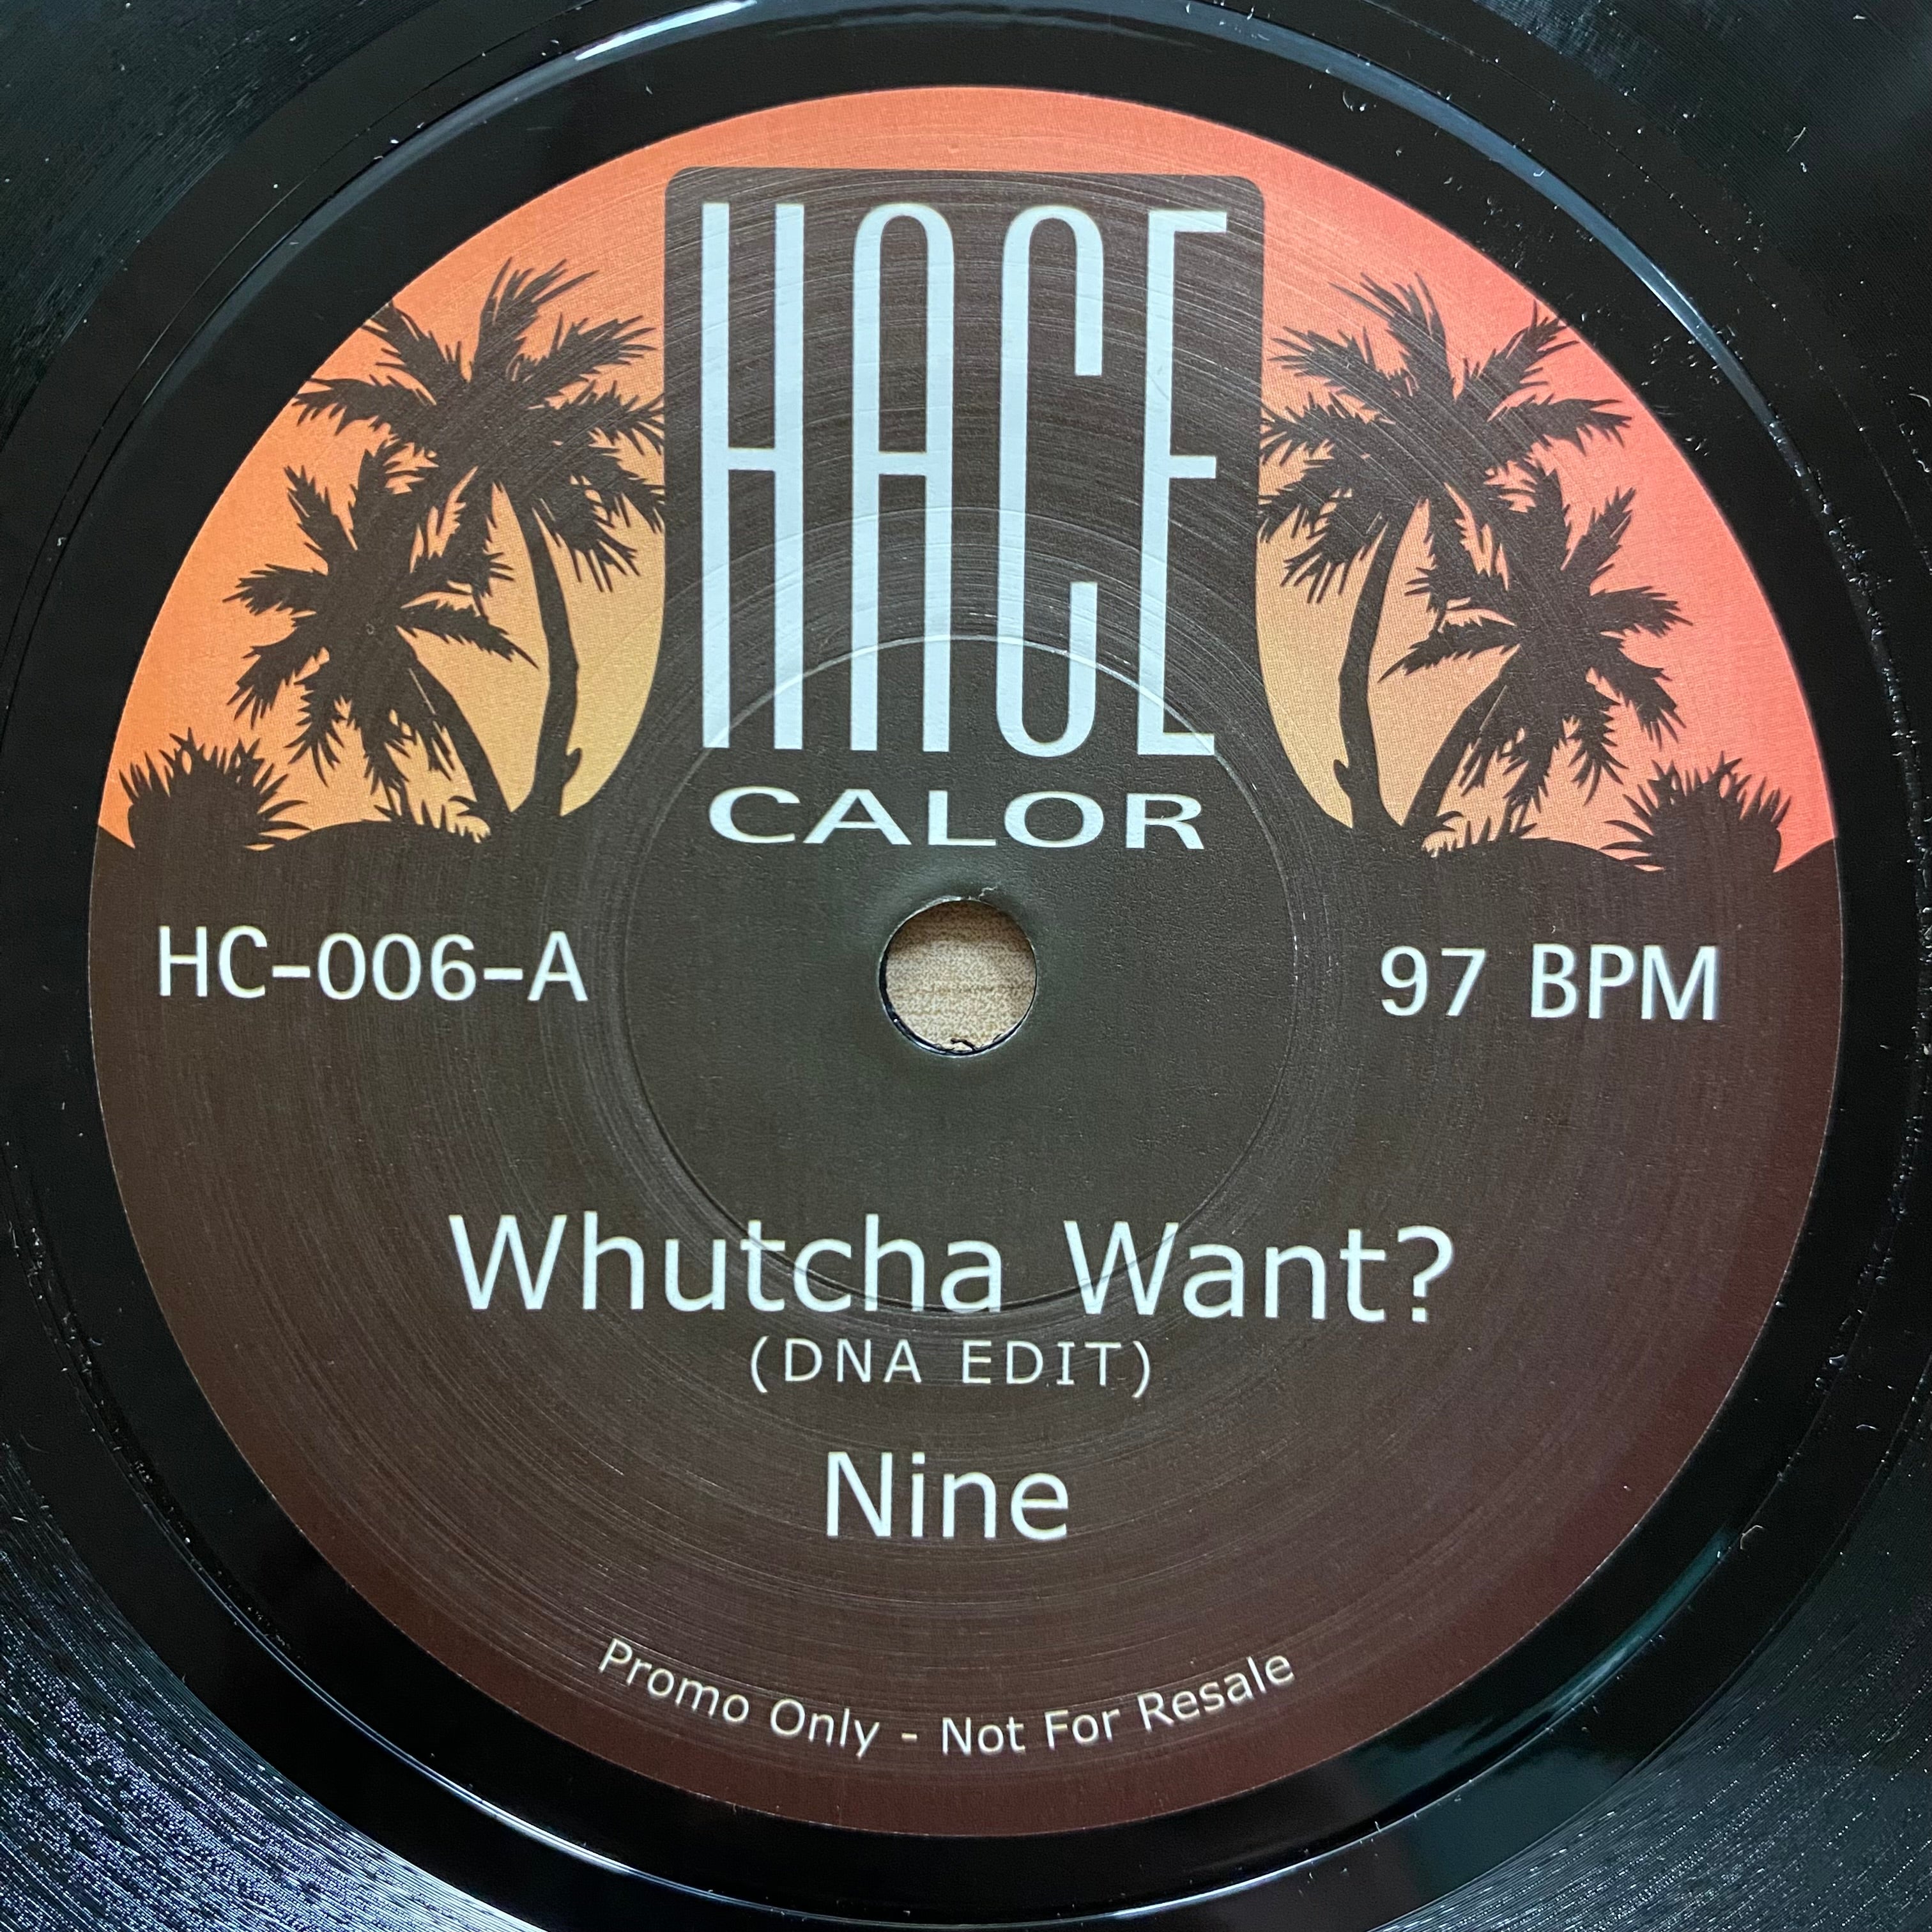 HACE
CALOR
HC-006-A
97 BPM
Whutcha Want?
(DNA EDIT)
Nine
Promo Only - Not For Resale